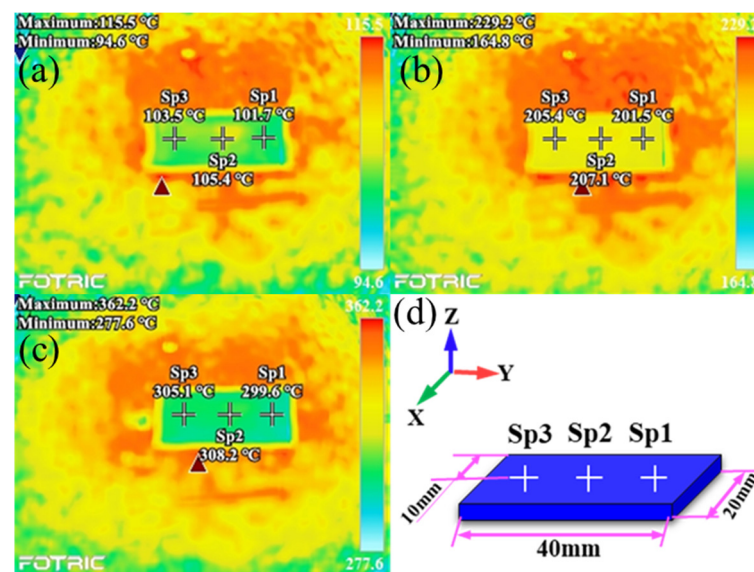 Maximum:115.5 °C
Minimum:94.6 °C
115.5
(a)
Sp3
Sp1
103.5 °C
101.7 °C
Sp2
105.4 °C
FOTRIC
94.6
Maximum:229.2 °C
Minimum:164.8 °C
(b)
Sp3
Sp1
205.4 °C
201.5 °C
Sp2
207.1 °C
FOTRIC
Maximum:362.2 °C
Minimum:277.6 °C
362.2
(c)
Sp3
Sp1
305.1 °C
299.6 °C
Sp2
308.2 °C
FOTRIC
277.6
(d)
Z
Y
X
Sp3 Sp2 Sp1
10mm
20mm
40mm